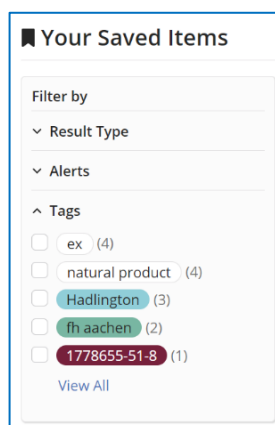 Your Saved Items
Filter by
Result Type
Alerts
Tags
ex (4)
natural product (4)
Hadlington (3)
fh aachen (2)
1778655-51-8 (1)
View All